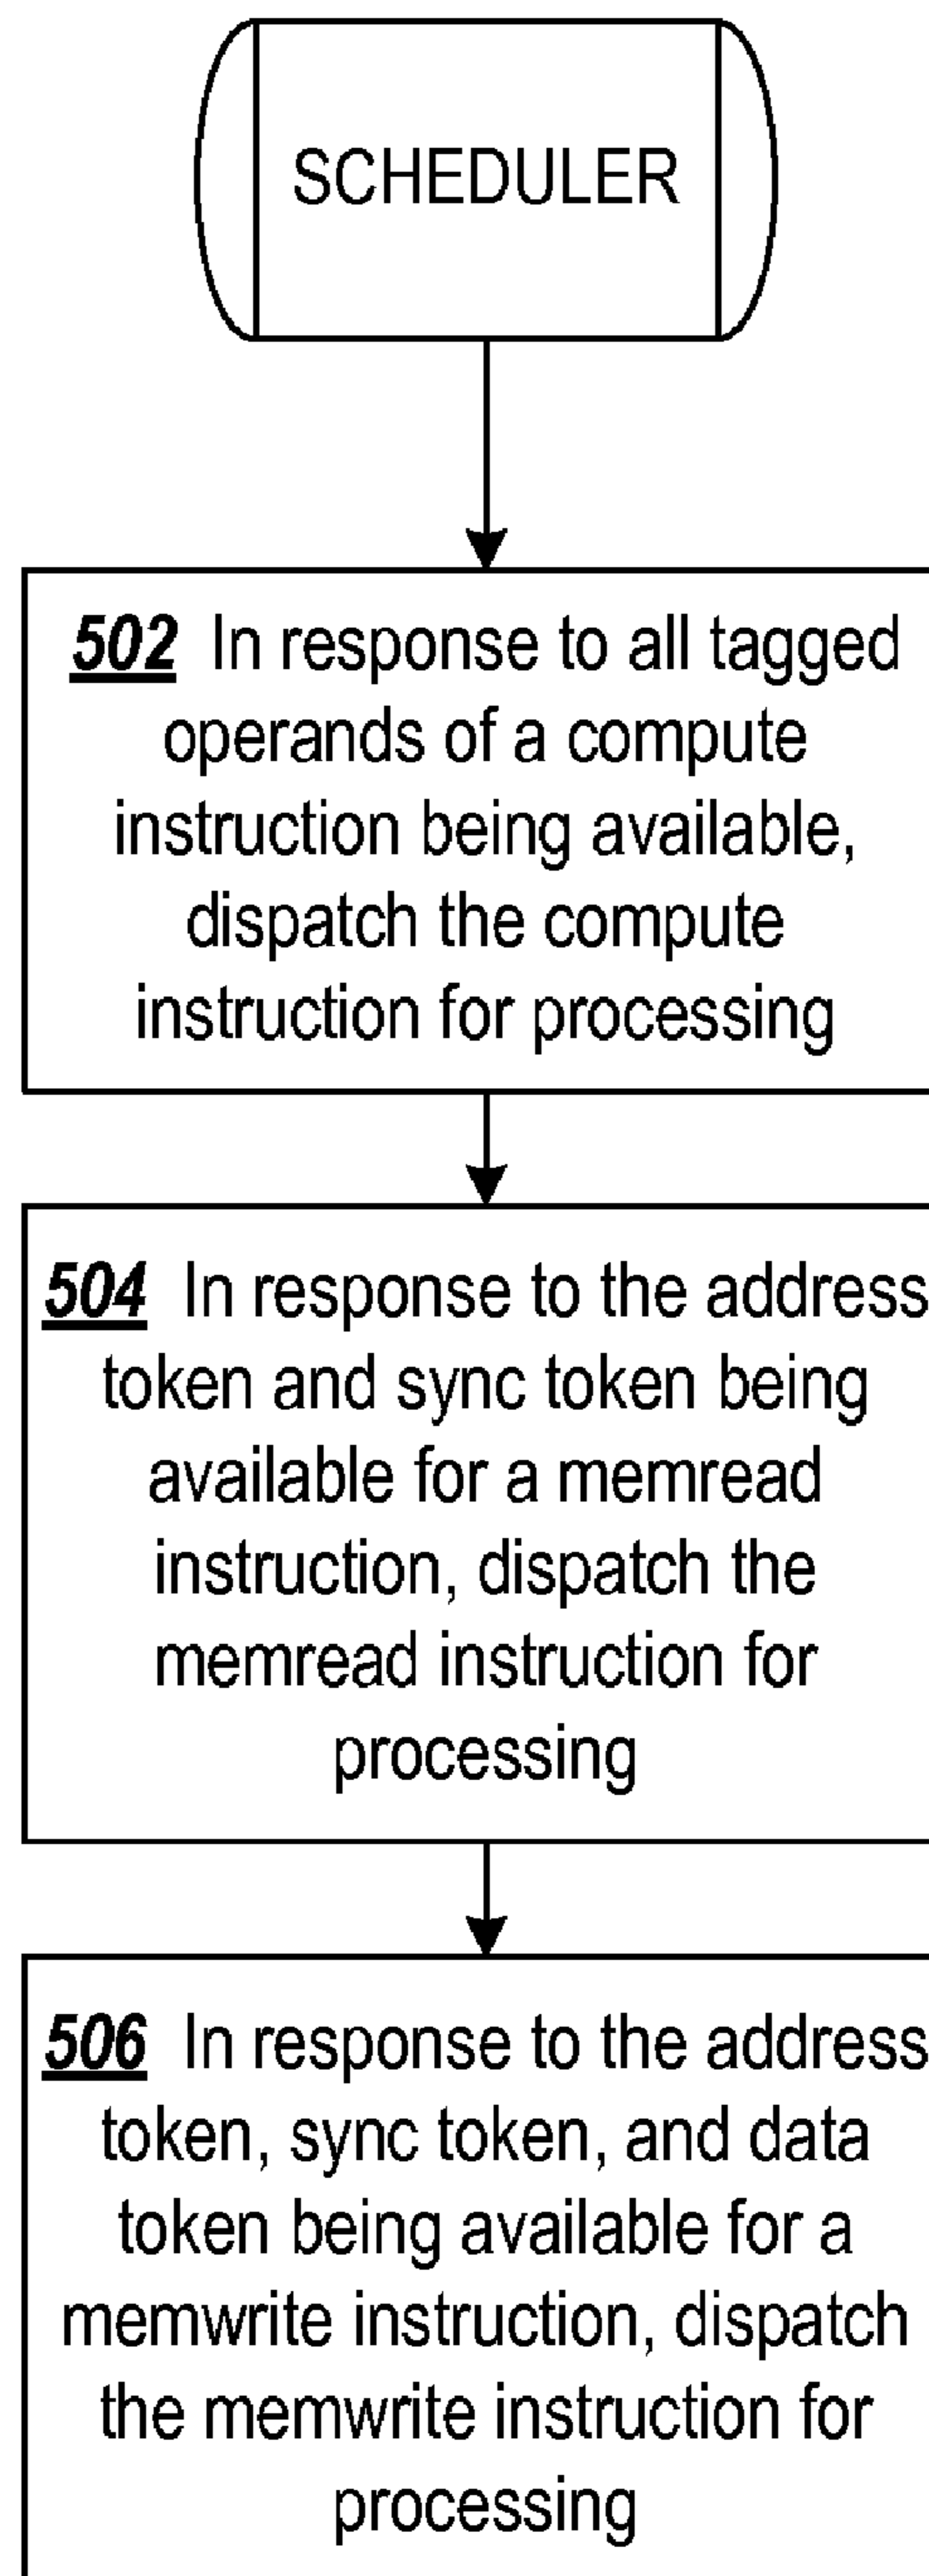 SCHEDULER
502 In response to all tagged
operands of a compute
instruction being available,
dispatch the compute
instruction for processing
504 In response to the address
token and sync token being
available for a memread
instruction, dispatch the
memread instruction for
processing
506 In response to the address
token, sync token, and data
token being available for a
memwrite instruction, dispatch
the memwrite instruction for
processing